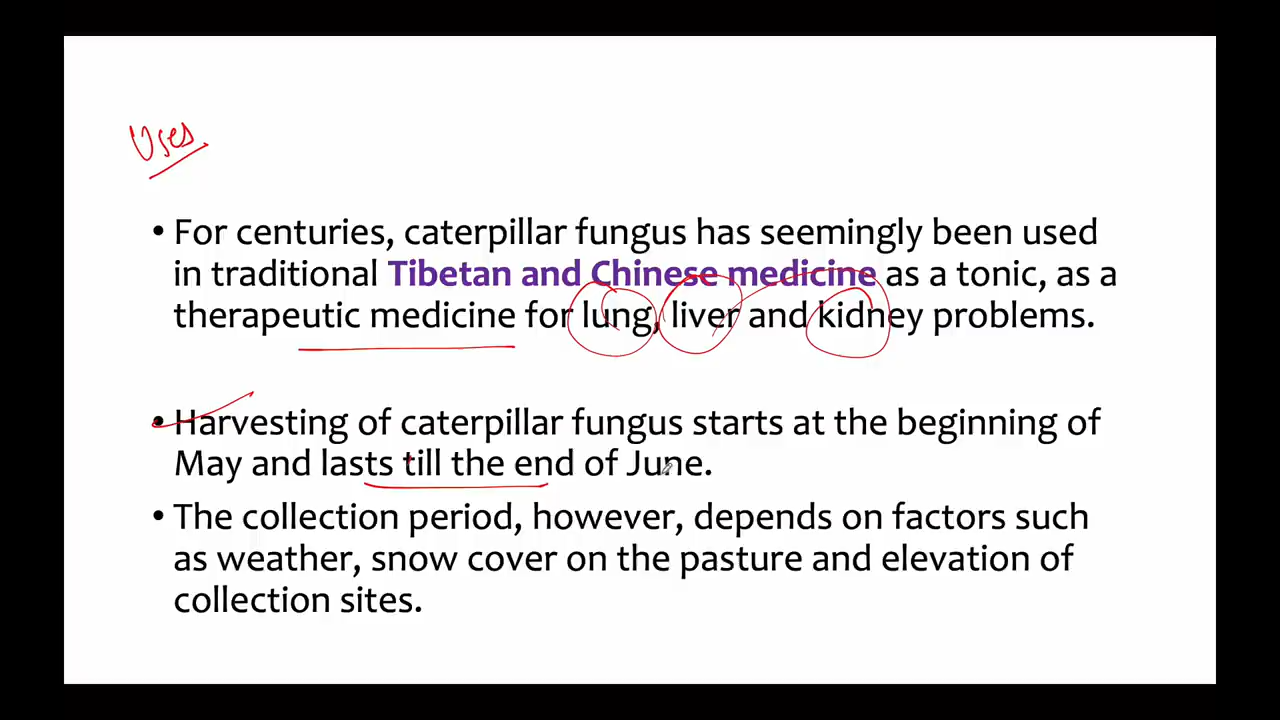 Uses
• For centuries, caterpillar fungus has seemingly been used
in traditional Tibetan and Chinese medicine as a tonic, as a
therapeutic medicine for lung, liver and kidney problems.
• Harvesting of caterpillar fungus starts at the beginning of
May and lasts till the end of June.
• The collection period, however, depends on factors such
as weather, snow cover on the pasture and elevation of
collection sites.